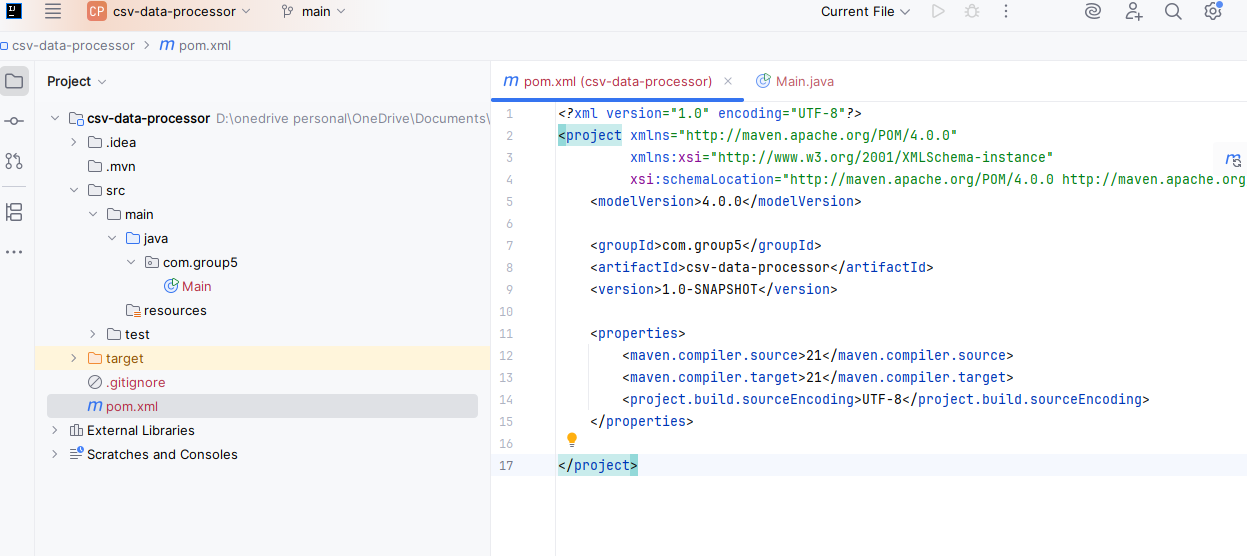 IJ
CP csv-data-processor
main
Current File
csv-data-processor > m pom.xml
Project
csv-data-processor D:\onedrive personal\OneDrive\Documents\
.idea
.mvn
src
main
java
com.group5
Main
resources
test
target
.gitignore
m pom.xml
External Libraries
Scratches and Consoles
m pom.xml (csv-data-processor) ×
Main.java
1 <?xml version="1.0" encoding="UTF-8"?>
2 <project xmlns="http://maven.apache.org/POM/4.0.0"
3 xmlns:xsi="http://www.w3.org/2001/XMLSchema-instance"
4 xsi:schemaLocation="http://maven.apache.org/POM/4.0.0 http://maven.apache.org
5 <modelVersion>4.0.0</modelVersion>
6
7 <groupId>com.group5</groupId>
8 <artifactId>csv-data-processor</artifactId>
9 <version>1.0-SNAPSHOT</version>
10
11 <properties>
12 <maven.compiler.source>21</maven.compiler.source>
13 <maven.compiler.target>21</maven.compiler.target>
14 <project.build.sourceEncoding>UTF-8</project.build.sourceEncoding>
15 </properties>
16
17 </project>
m